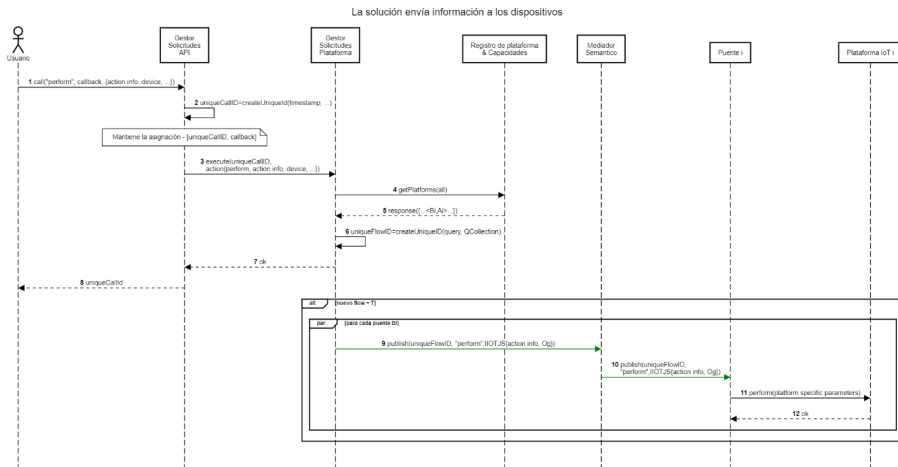 La solución envía información a los dispositivos
Usuario
Gestor
Solicitudes
API
Gestor
Solicitudes
Plataforma
Registro de plataforma
& Capacidades
Mediador
Semantico
Puente i
Plataforma IoT i
1 call("perform", callback, {action info, device, ...})
2 uniqueCallID=createUniqueId(timestamp, ...)
Mantiene la asignación - [uniqueCallID, callback]
3 execute(uniqueCallID,
action{perform, action info, device, ...})
4 getPlatforms(all)
5 response({...<Bi,Ai>...})
6 uniqueFlowID=createUniqueID(query, QCollection)
7 ok
8 uniqueCallId
alt [nuevo flow = T]
par [para cada puente Bi]
9 publish(uniqueFlowID, "perform",IIOTJS{action info, Og})
10 publish(uniqueFlowID,
"perform",IIOTJS{action info, Og})
11 perform(platform specific parameters)
12 ok